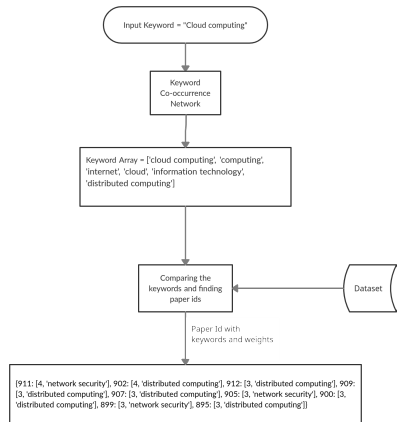 Input Keyword = "Cloud computing"
Keyword
Co-occurrence
Network
Keyword Array = ['cloud computing', 'computing',
'internet', 'cloud', 'information technology',
'distributed computing']
Comparing the
keywords and finding
paper ids
Dataset
Paper Id with
keywords and weights
{911: [4, 'network security'], 902: [4, 'distributed computing'], 912: [3, 'distributed computing'], 909:
[3, 'distributed computing'], 907: [3, 'distributed computing'], 905: [3, 'network security'], 900: [3,
'distributed computing'], 899: [3, 'network security'], 895: [3, 'distributed computing']}